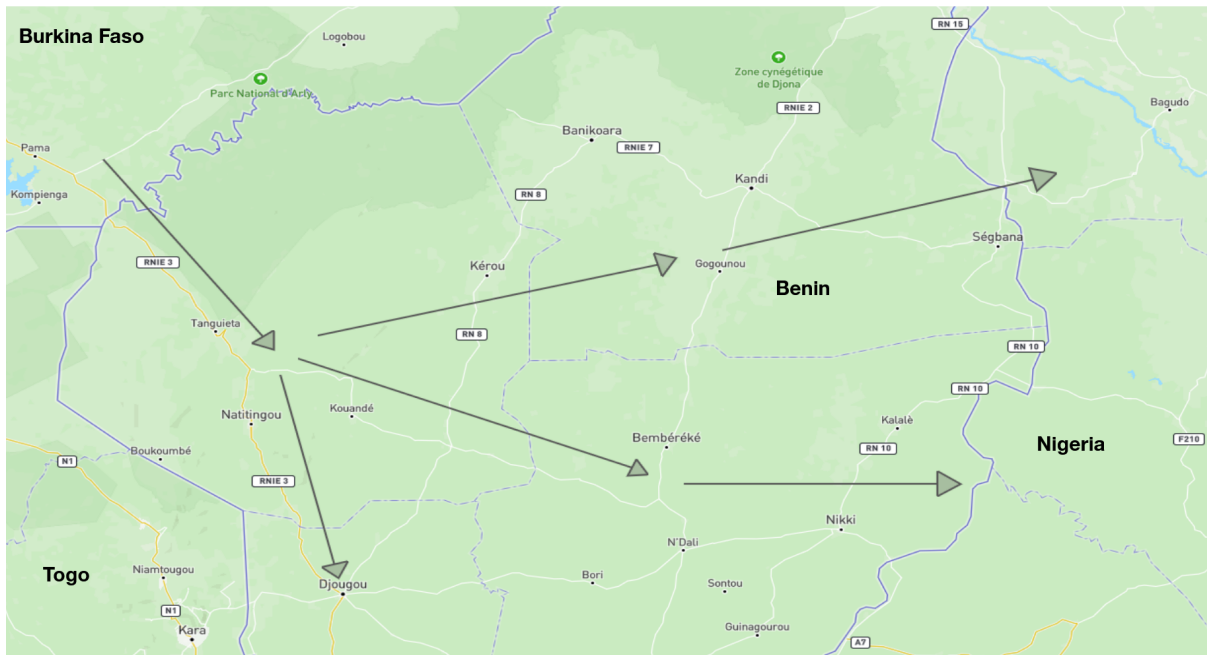 Burkina Faso
Logobou
RN 15
Parc National d'Arly
Zone cynégétique
de Djona
RNIE 2
Bagudo
Banikoara
RNIE 7
Pama
Kandi
Kompienga
RN 8
Ségbana
RNIE 3
Kérou
Gogounou
Benin
Tanguieta
RN 8
RN 10
RN 10
Natitingou
Kouandé
Kalalè
Bembéréké
RN 10
Nigeria
F210
N1
Boukoumbé
RNIE 3
Nikki
N'Dali
Togo
Niamtougou
Djougou
Bori
Sontou
N1
Kara
Guinagourou
A7